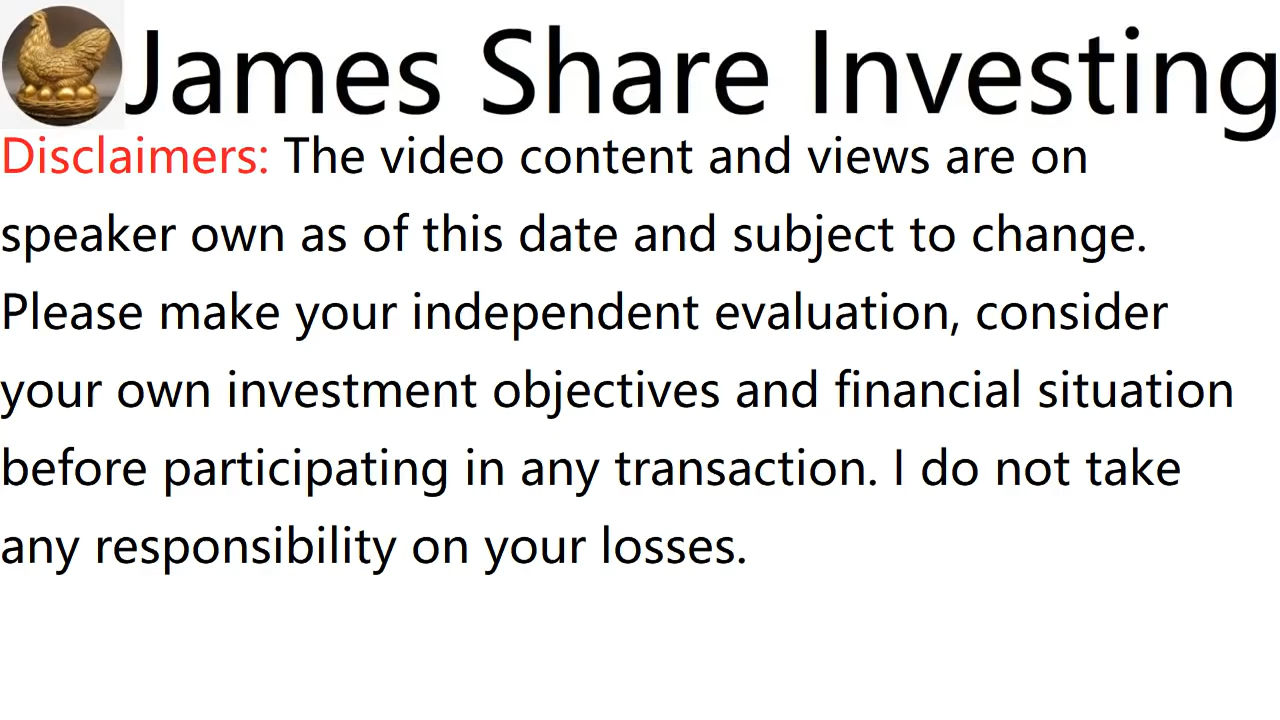 James Share Investing
Disclaimers: The video content and views are on
speaker own as of this date and subject to change.
Please make your independent evaluation, consider
your own investment objectives and financial situation
before participating in any transaction. I do not take
any responsibility on your losses.